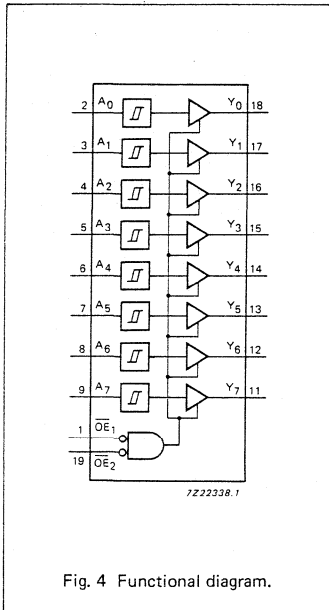 2 A0 Y0 18
3 A1 Y1 17
4 A2 Y2 16
5 A3 Y3 15
6 A4 Y4 14
7 A5 Y5 13
8 A6 Y6 12
9 A7 Y7 11
1 OE1
19 OE2
7Z22338.1
Fig. 4 Functional diagram.